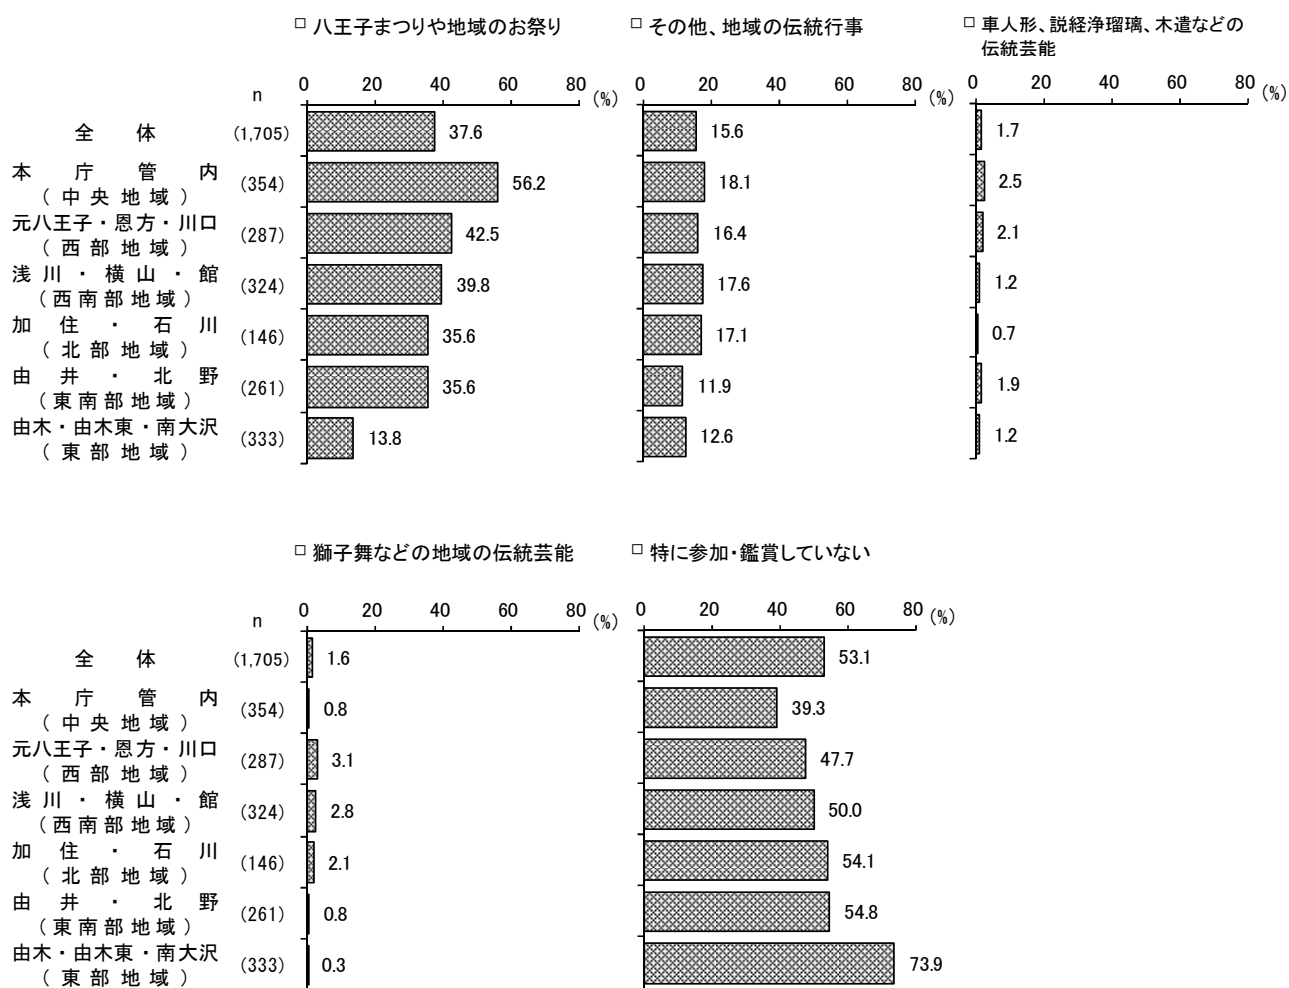 □ 八王子まつりや地域のお祭り
□ その他、地域の伝統行事
□ 車人形、説経浄瑠璃、木遣などの
伝統芸能
n 0 20 40 60 80 (%) 0 20 40 60 80 (%) 0 20 40 60 80 (%)
全 体 (1,705) 37.6 15.6 1.7
本 庁 管 内
(中央地域) (354) 56.2 18.1 2.5
元八王子・恩方・川口
(西部地域) (287) 42.5 16.4 2.1
浅川・横山・館
(西南部地域) (324) 39.8 17.6 1.2
加 住 ・ 石 川
(北部地域) (146) 35.6 17.1 0.7
由 井 ・ 北 野
(東南部地域) (261) 35.6 11.9 1.9
由木・由木東・南大沢
(東部地域) (333) 13.8 12.6 1.2
□ 獅子舞などの地域の伝統芸能
□ 特に参加・鑑賞していない
n 0 20 40 60 80 (%) 0 20 40 60 80 (%)
全 体 (1,705) 1.6 53.1
本 庁 管 内
(中央地域) (354) 0.8 39.3
元八王子・恩方・川口
(西部地域) (287) 3.1 47.7
浅川・横山・館
(西南部地域) (324) 2.8 50.0
加 住 ・ 石 川
(北部地域) (146) 2.1 54.1
由 井 ・ 北 野
(東南部地域) (261) 0.8 54.8
由木・由木東・南大沢
(東部地域) (333) 0.3 73.9